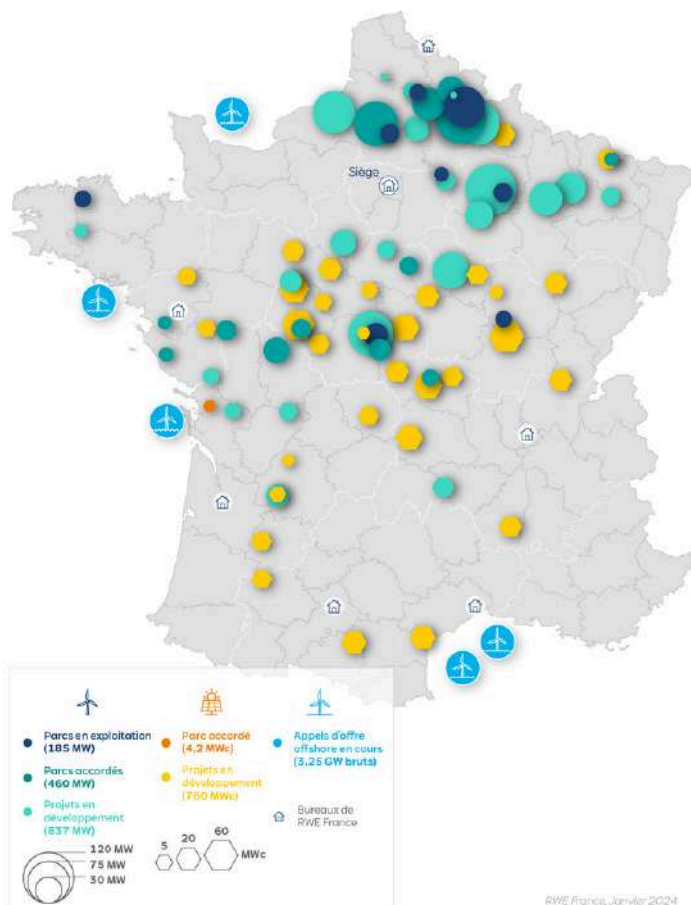 Siège
Parcs en exploitation
(185 MW)
Parcs accordés
(460 MW)
Projets en
développement
(837 MW)
120 MW
75 MW
30 MW
Parc accordé
(4,2 MWc)
Projets en
développement
(760 MWc)
5
20
60
MWc
Appels d'offre
offshore en cours
(3,25 GW bruts)
Bureaux de
RWE France
RWE France, Janvier 2024